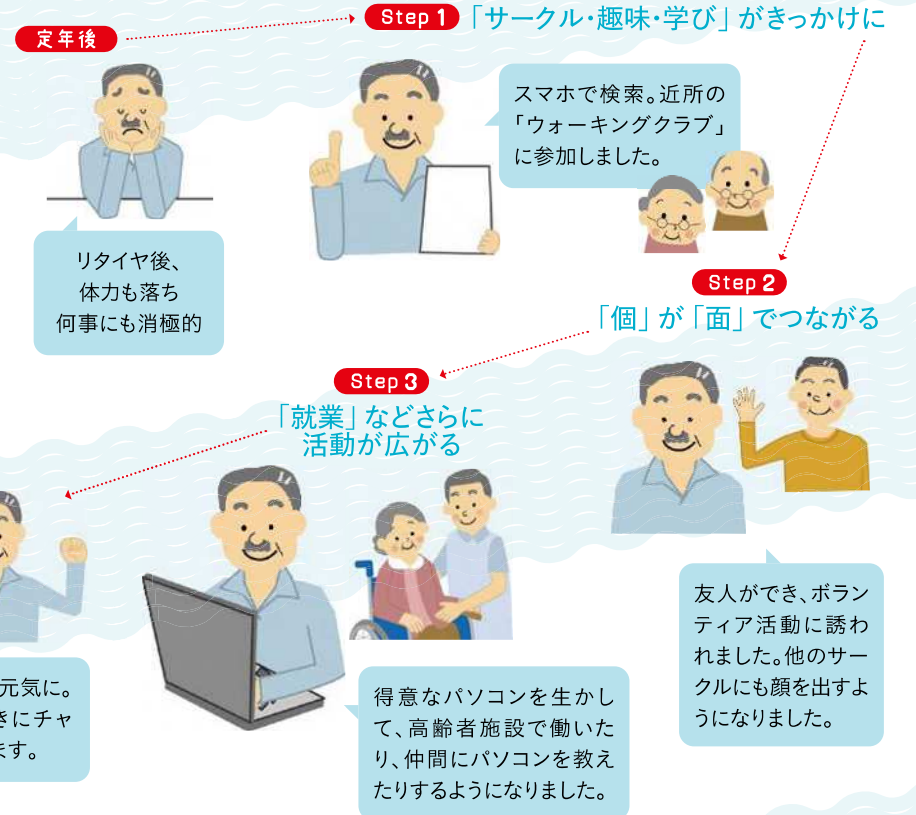 定年後
リタイヤ後、
体力も落ち
何事にも消極的
Step 1
「サークル・趣味・学び」がきっかけに
スマホで検索。近所の
「ウォーキングクラブ」
に参加しました。
Step 2
「個」が「面」でつながる
友人ができ、ボラン
ティア活動に誘わ
れました。他のサー
クルにも顔を出すよ
うになりました。
Step 3
「就業」などさらに
活動が広がる
得意なパソコンを生かし
て、高齢者施設で働いた
り、仲間にパソコンを教え
たりするようになりました。
元気に。
きにチャ
ます。